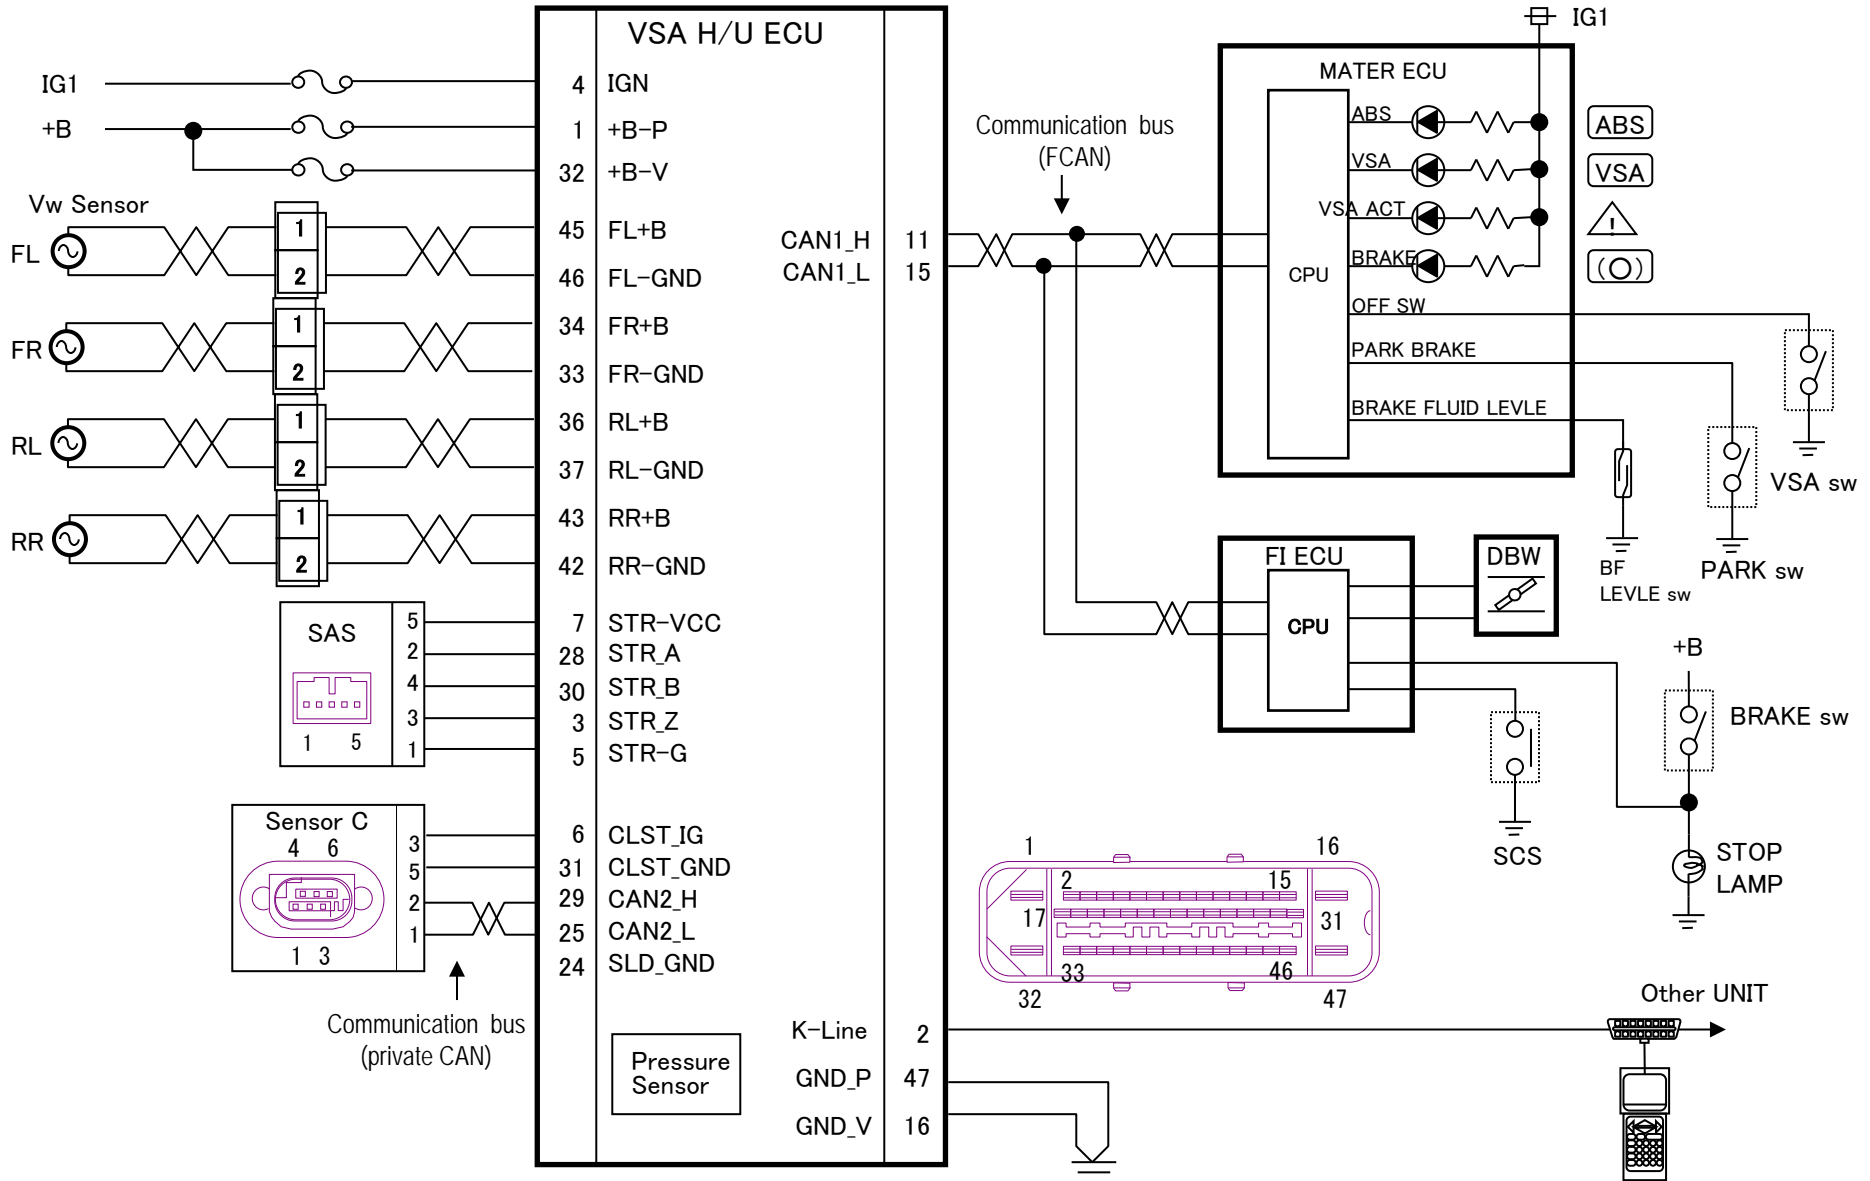 VSA H/U ECU
IG1
4 IGN
+B
1 +B-P
32 +B-V
Vw Sensor
FL
1
2
45 FL+B
46 FL-GND
FR
1
2
34 FR+B
33 FR-GND
RL
1
2
36 RL+B
37 RL-GND
RR
1
2
43 RR+B
42 RR-GND
SAS
1 5
5
2
4
3
1
7 STR-VCC
28 STR_A
30 STR_B
3 STR_Z
5 STR-G
Sensor C
4 6
1 3
3
5
2
1
6 CLST_IG
31 CLST_GND
29 CAN2_H
25 CAN2_L
24 SLD_GND
Communication bus
(private CAN)
Pressure
Sensor
CAN1_H 11
CAN1_L 15
K-Line 2
GND_P 47
GND_V 16
Communication bus
(FCAN)
IG1
MATER ECU
CPU
ABS
VSA
VSA ACT
BRAKE
OFF SW
PARK BRAKE
BRAKE FLUID LEVLE
ABS
VSA
!
VSA sw
PARK sw
BF
LEVLE sw
FI ECU
CPU
DBW
SCS
+B
BRAKE sw
STOP
LAMP
1 16
2 15
17 31
33 46
32 47
Other UNIT